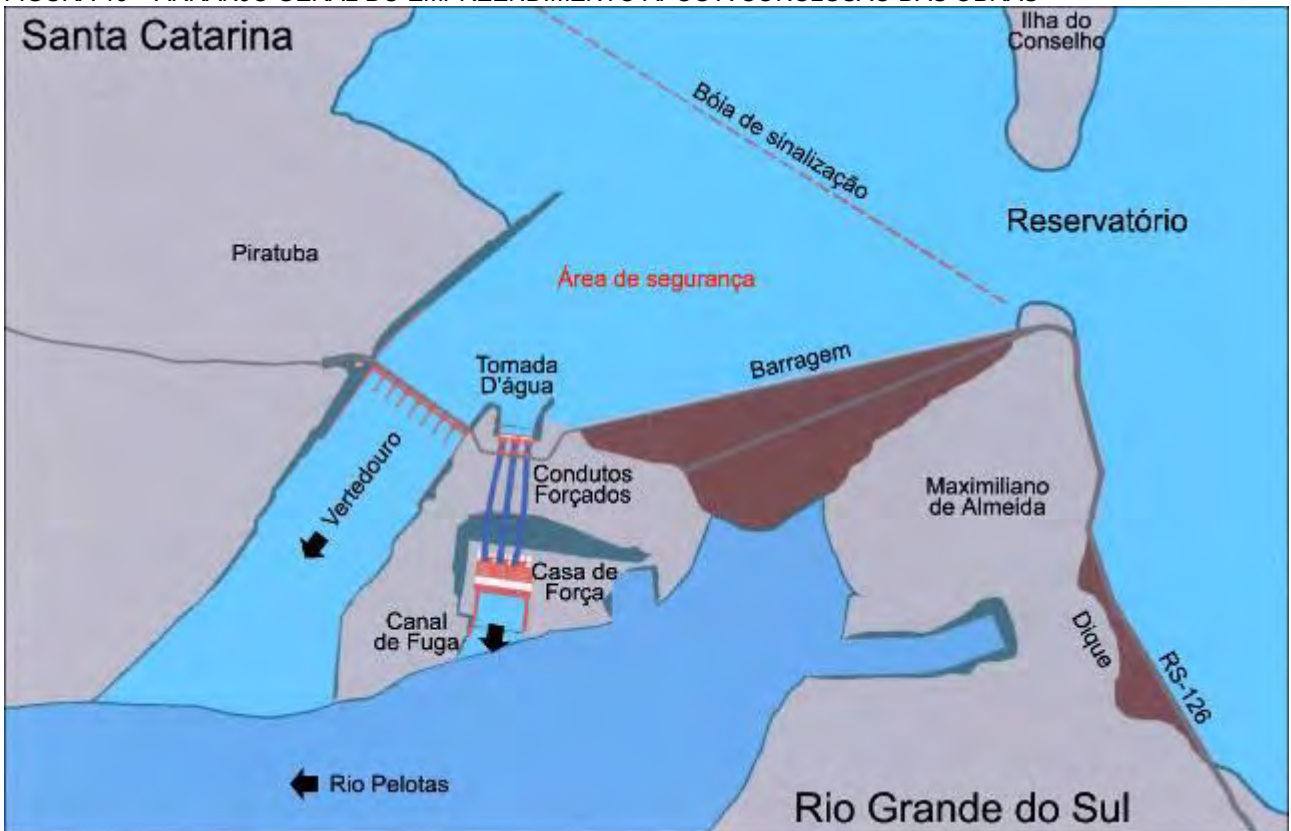 Santa Catarina
Ilha do
Conselho
Bóia de sinalização
Reservatório
Piratuba
Área de segurança
Barragem
Tomada
D'água
Vertedouro
Condutos
Forçados
Maximiliano
de Almeida
Casa de
Força
Canal
de Fuga
Dique
RS-126
Rio Pelotas
Rio Grande do Sul